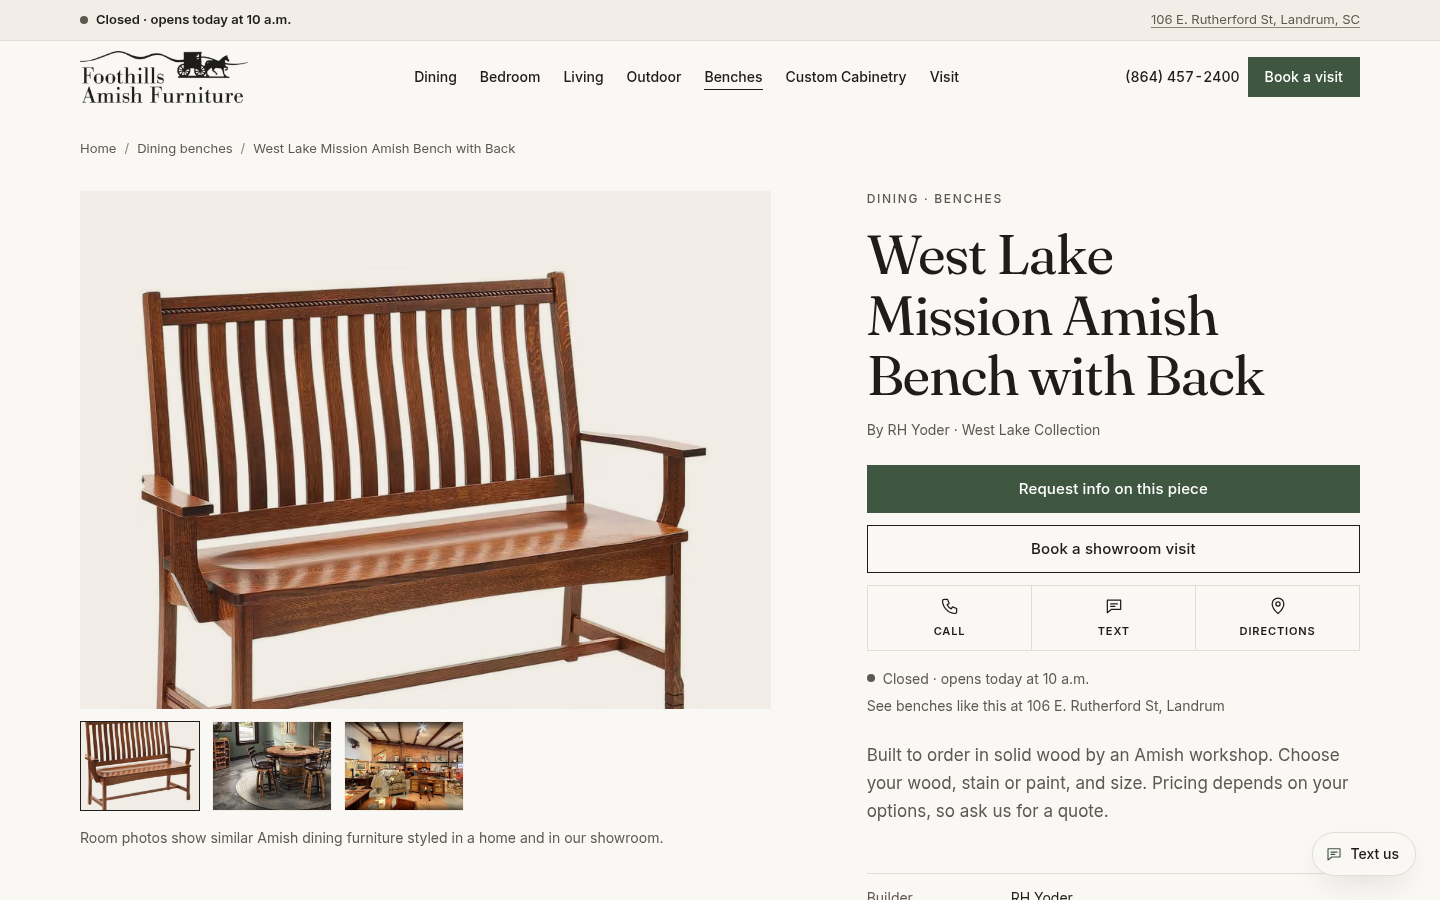 Closed · opens today at 10 a.m.
106 E. Rutherford St, Landrum, SC
Foothills
Amish Furniture
Dining
Bedroom
Living
Outdoor
Benches
Custom Cabinetry
Visit
(864) 457-2400
Book a visit
Home / Dining benches / West Lake Mission Amish Bench with Back
DINING · BENCHES
West Lake
Mission Amish
Bench with Back
By RH Yoder · West Lake Collection
Request info on this piece
Book a showroom visit
CALL
TEXT
DIRECTIONS
Closed · opens today at 10 a.m.
See benches like this at 106 E. Rutherford St, Landrum
Built to order in solid wood by an Amish workshop. Choose
your wood, stain or paint, and size. Pricing depends on your
options, so ask us for a quote.
Room photos show similar Amish dining furniture styled in a home and in our showroom.
Text us
Builder
RH Yoder